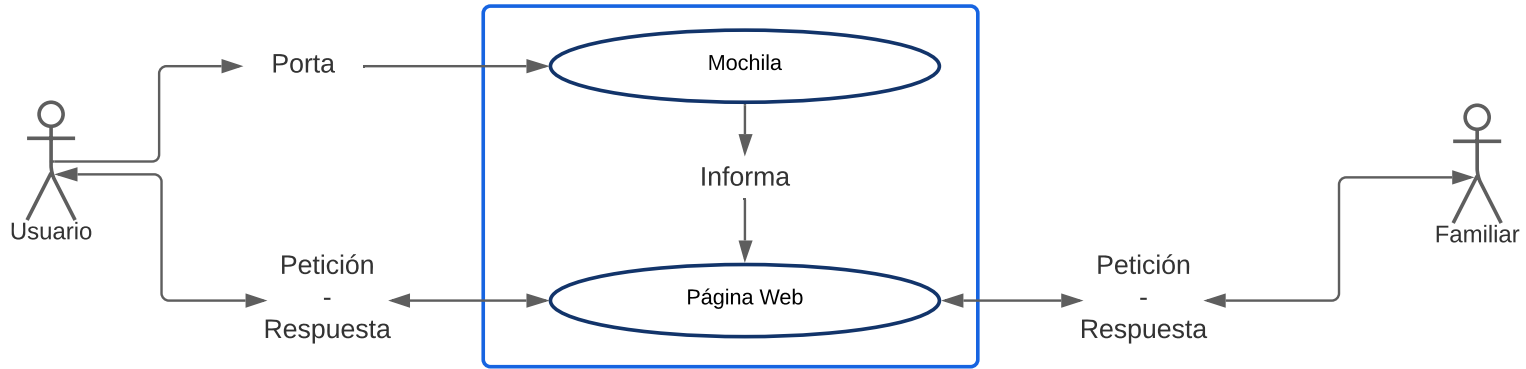 Porta
Mochila
Informa
Usuario
Familiar
Petición
-
Respuesta
Página Web
Petición
-
Respuesta